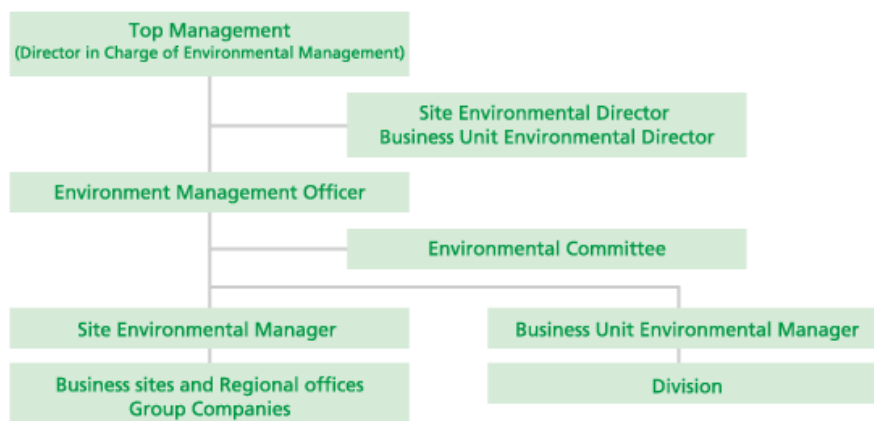 Top Management
(Director in Charge of Environmental Management)
Site Environmental Director
Business Unit Environmental Director
Environment Management Officer
Environmental Committee
Site Environmental Manager
Business Unit Environmental Manager
Business sites and Regional offices
Group Companies
Division